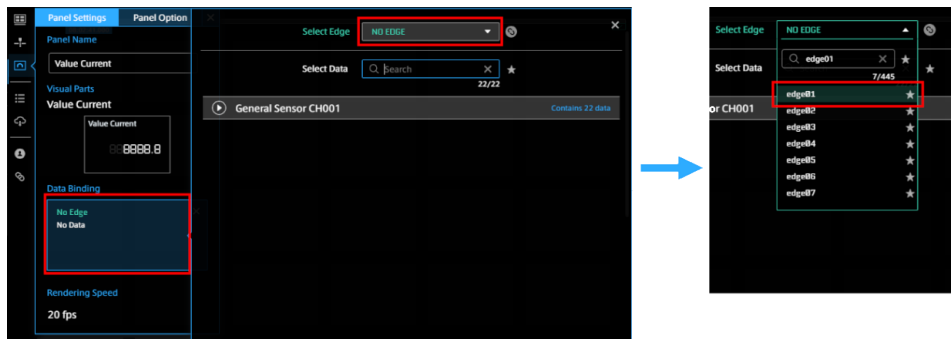 Panel Settings
Panel Option
Panel Name
Value Current
Visual Parts
Value Current
Value Current
8888.8
Data Binding
No Edge
No Data
Rendering Speed
20 fps
Select Edge
NO EDGE
Select Data
Search
22/22
General Sensor CH001
Contains 22 data
Select Edge
NO EDGE
Select Data
edge01
7/445
or CH001
edge01
edge02
edge03
edge04
edge05
edge06
edge07